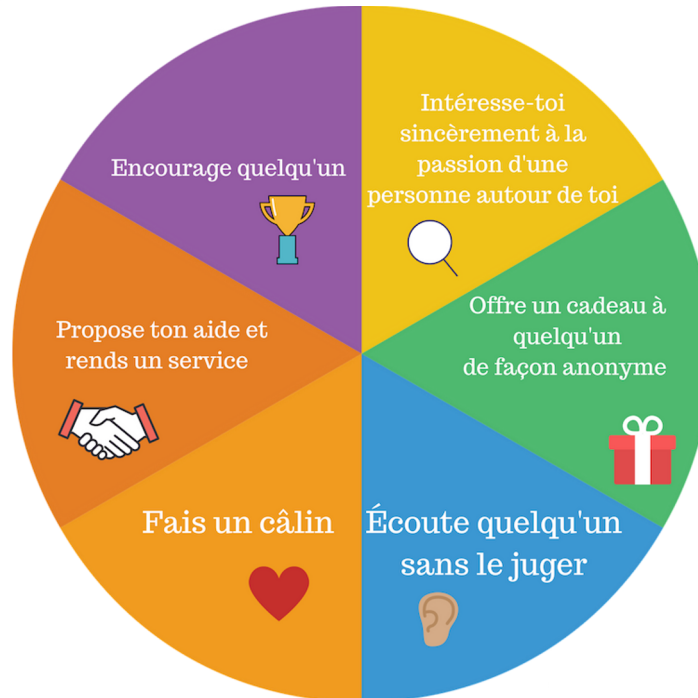 Intéresse-toi
sincèrement à la
passion d'une
personne autour de toi
Offre un cadeau à
quelqu'un
de façon anonyme
Écoute quelqu'un
sans le juger
Fais un câlin
Propose ton aide et
rends un service
Encourage quelqu'un